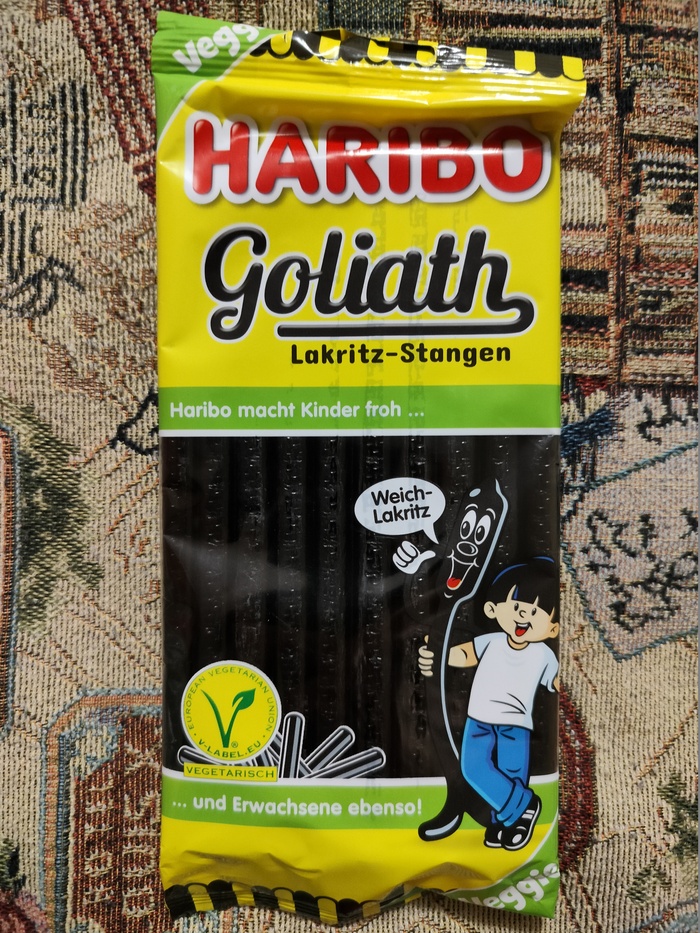 Vegg
HARIBO
Goliath
Lakritz-Stangen
Haribo macht Kinder froh ...
Weich-
Lakritz
EUROPEAN VEGETARIAN UNION
V-LABEL.EU
VEGETARISCH
... und Erwachsene ebenso!
Veggie